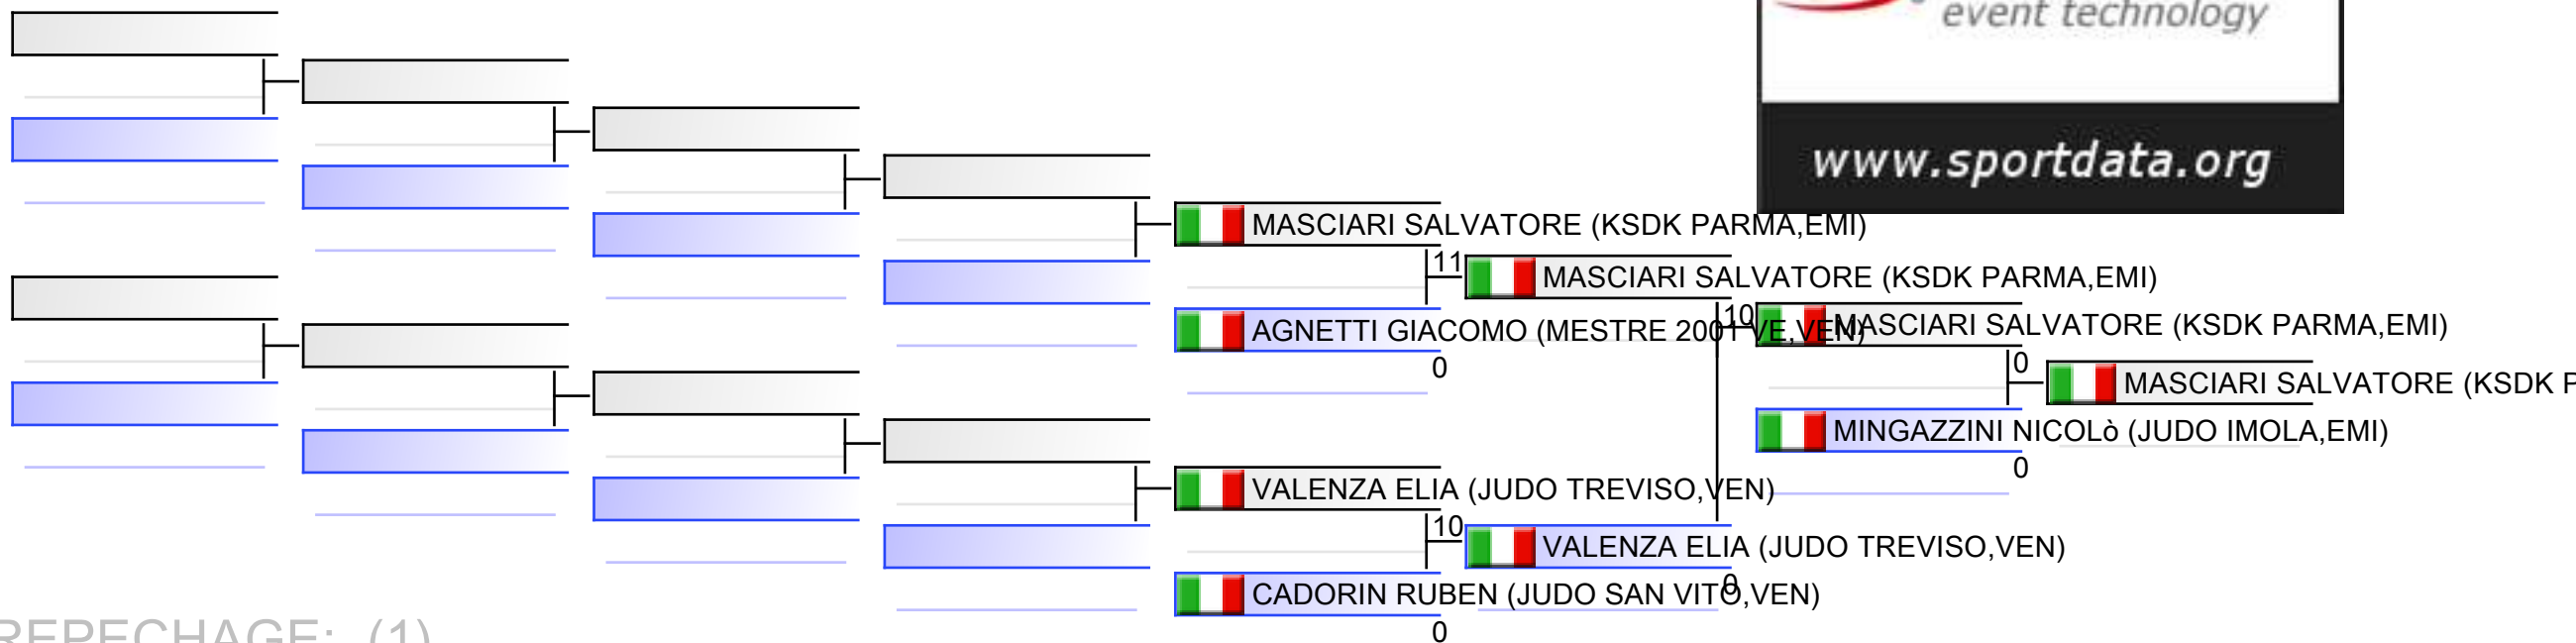 event technology
www.sportdata.org
MASCIARI SALVATORE (KSDK PARMA,EMI)
11
MASCIARI SALVATORE (KSDK PARMA,EMI)
10
MASCIARI SALVATORE (KSDK PARMA,EMI)
AGNETTI GIACOMO (MESTRE 2001 VE,VEN)
0
0
MASCIARI SALVATORE (KSDK P
MINGAZZINI NICOLò (JUDO IMOLA,EMI)
0
VALENZA ELIA (JUDO TREVISO,VEN)
10
VALENZA ELIA (JUDO TREVISO,VEN)
0
CADORIN RUBEN (JUDO SAN VITO,VEN)
0
REPECHAGE: (1)